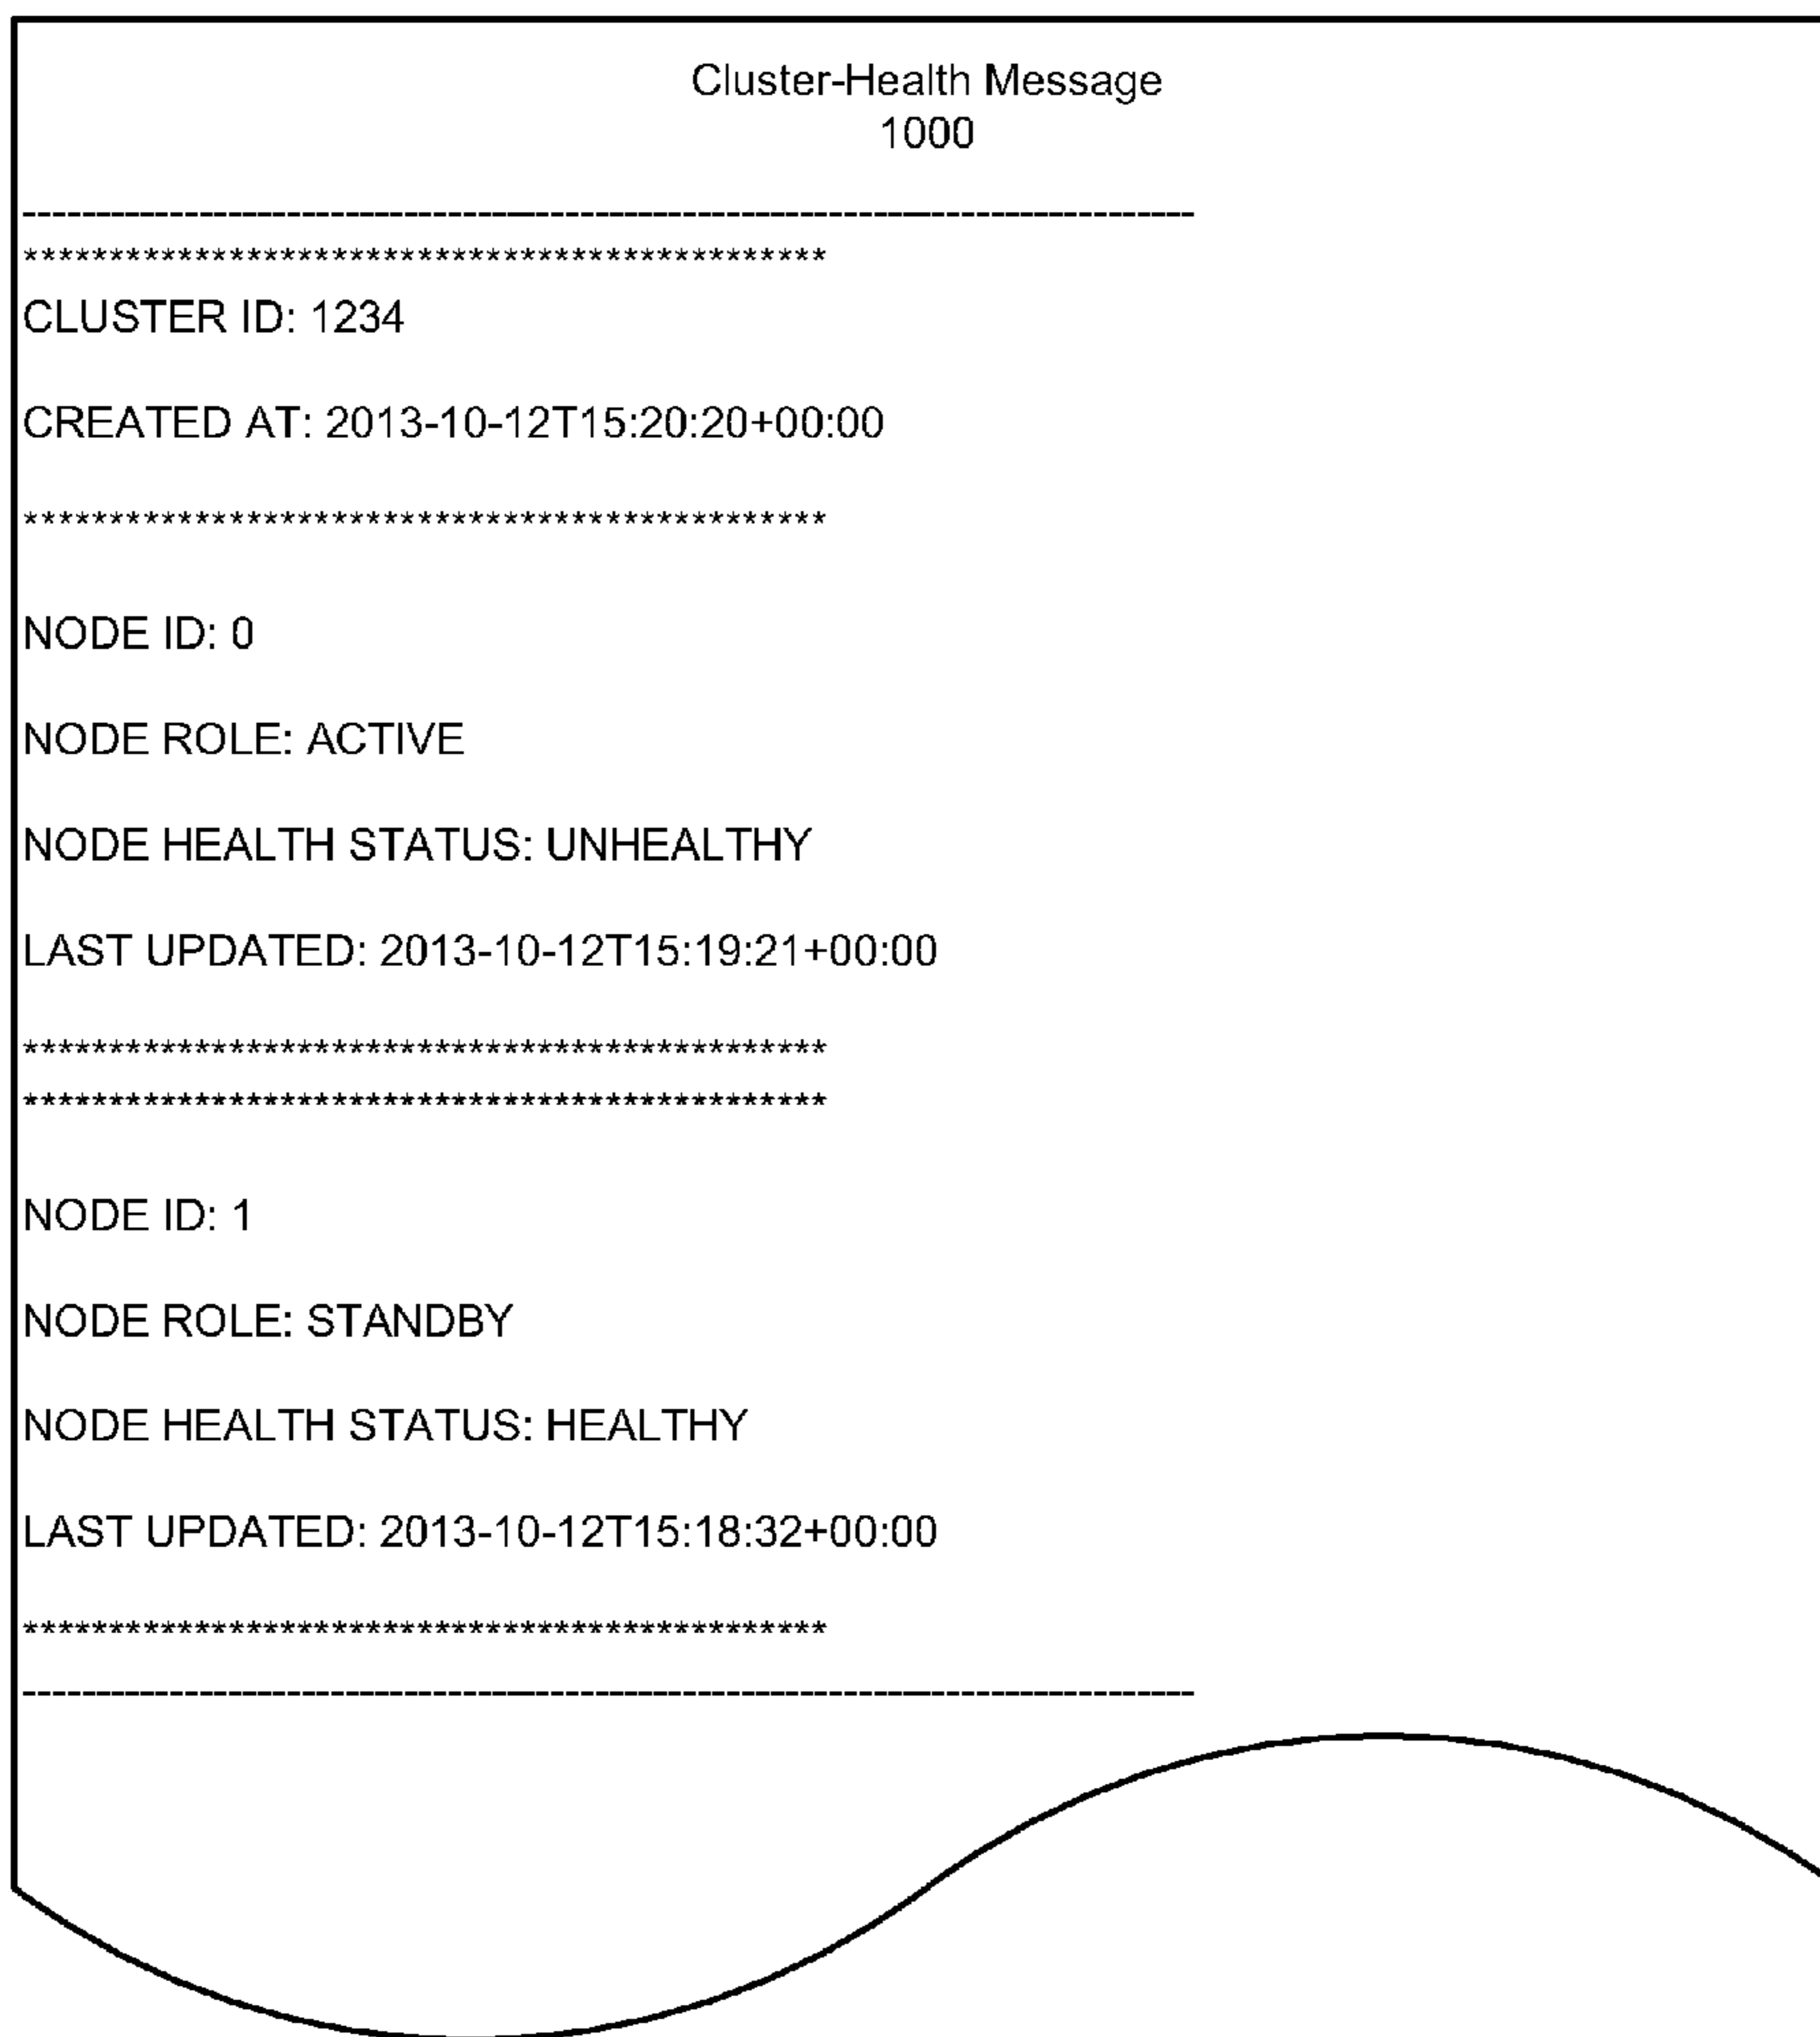 Cluster-Health Message
1000
--------------------------------------------------------------------------------
***********************************************
CLUSTER ID: 1234
CREATED AT: 2013-10-12T15:20:20+00:00
***********************************************
NODE ID: 0
NODE ROLE: ACTIVE
NODE HEALTH STATUS: UNHEALTHY
LAST UPDATED: 2013-10-12T15:19:21+00:00
***********************************************
***********************************************
NODE ID: 1
NODE ROLE: STANDBY
NODE HEALTH STATUS: HEALTHY
LAST UPDATED: 2013-10-12T15:18:32+00:00
***********************************************
--------------------------------------------------------------------------------